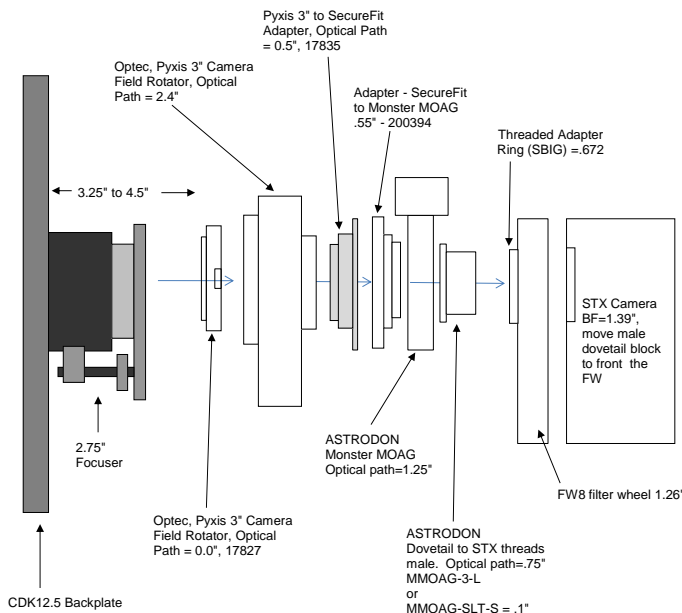 Pyxis 3" to SecureFit
Adapter, Optical Path
= 0.5", 17835
Optec, Pyxis 3" Camera
Field Rotator, Optical
Path = 2.4"
Adapter - SecureFit
to Monster MOAG
.55" - 200394
Threaded Adapter
Ring (SBIG) =.672
3.25" to 4.5"
STX Camera
BF=1.39",
move male
dovetail block
to front the
FW
2.75"
Focuser
ASTRODON
Monster MOAG
Optical path=1.25"
FW8 filter wheel 1.26"
Optec, Pyxis 3" Camera
Field Rotator, Optical
Path = 0.0", 17827
ASTRODON
Dovetail to STX threads
male. Optical path=.75"
MMOAG-3-L
or
MMOAG-SLT-S = .1"
CDK12.5 Backplate